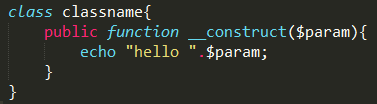 class classname{
    public function __construct($param){
        echo "hello ".$param;
    }
}